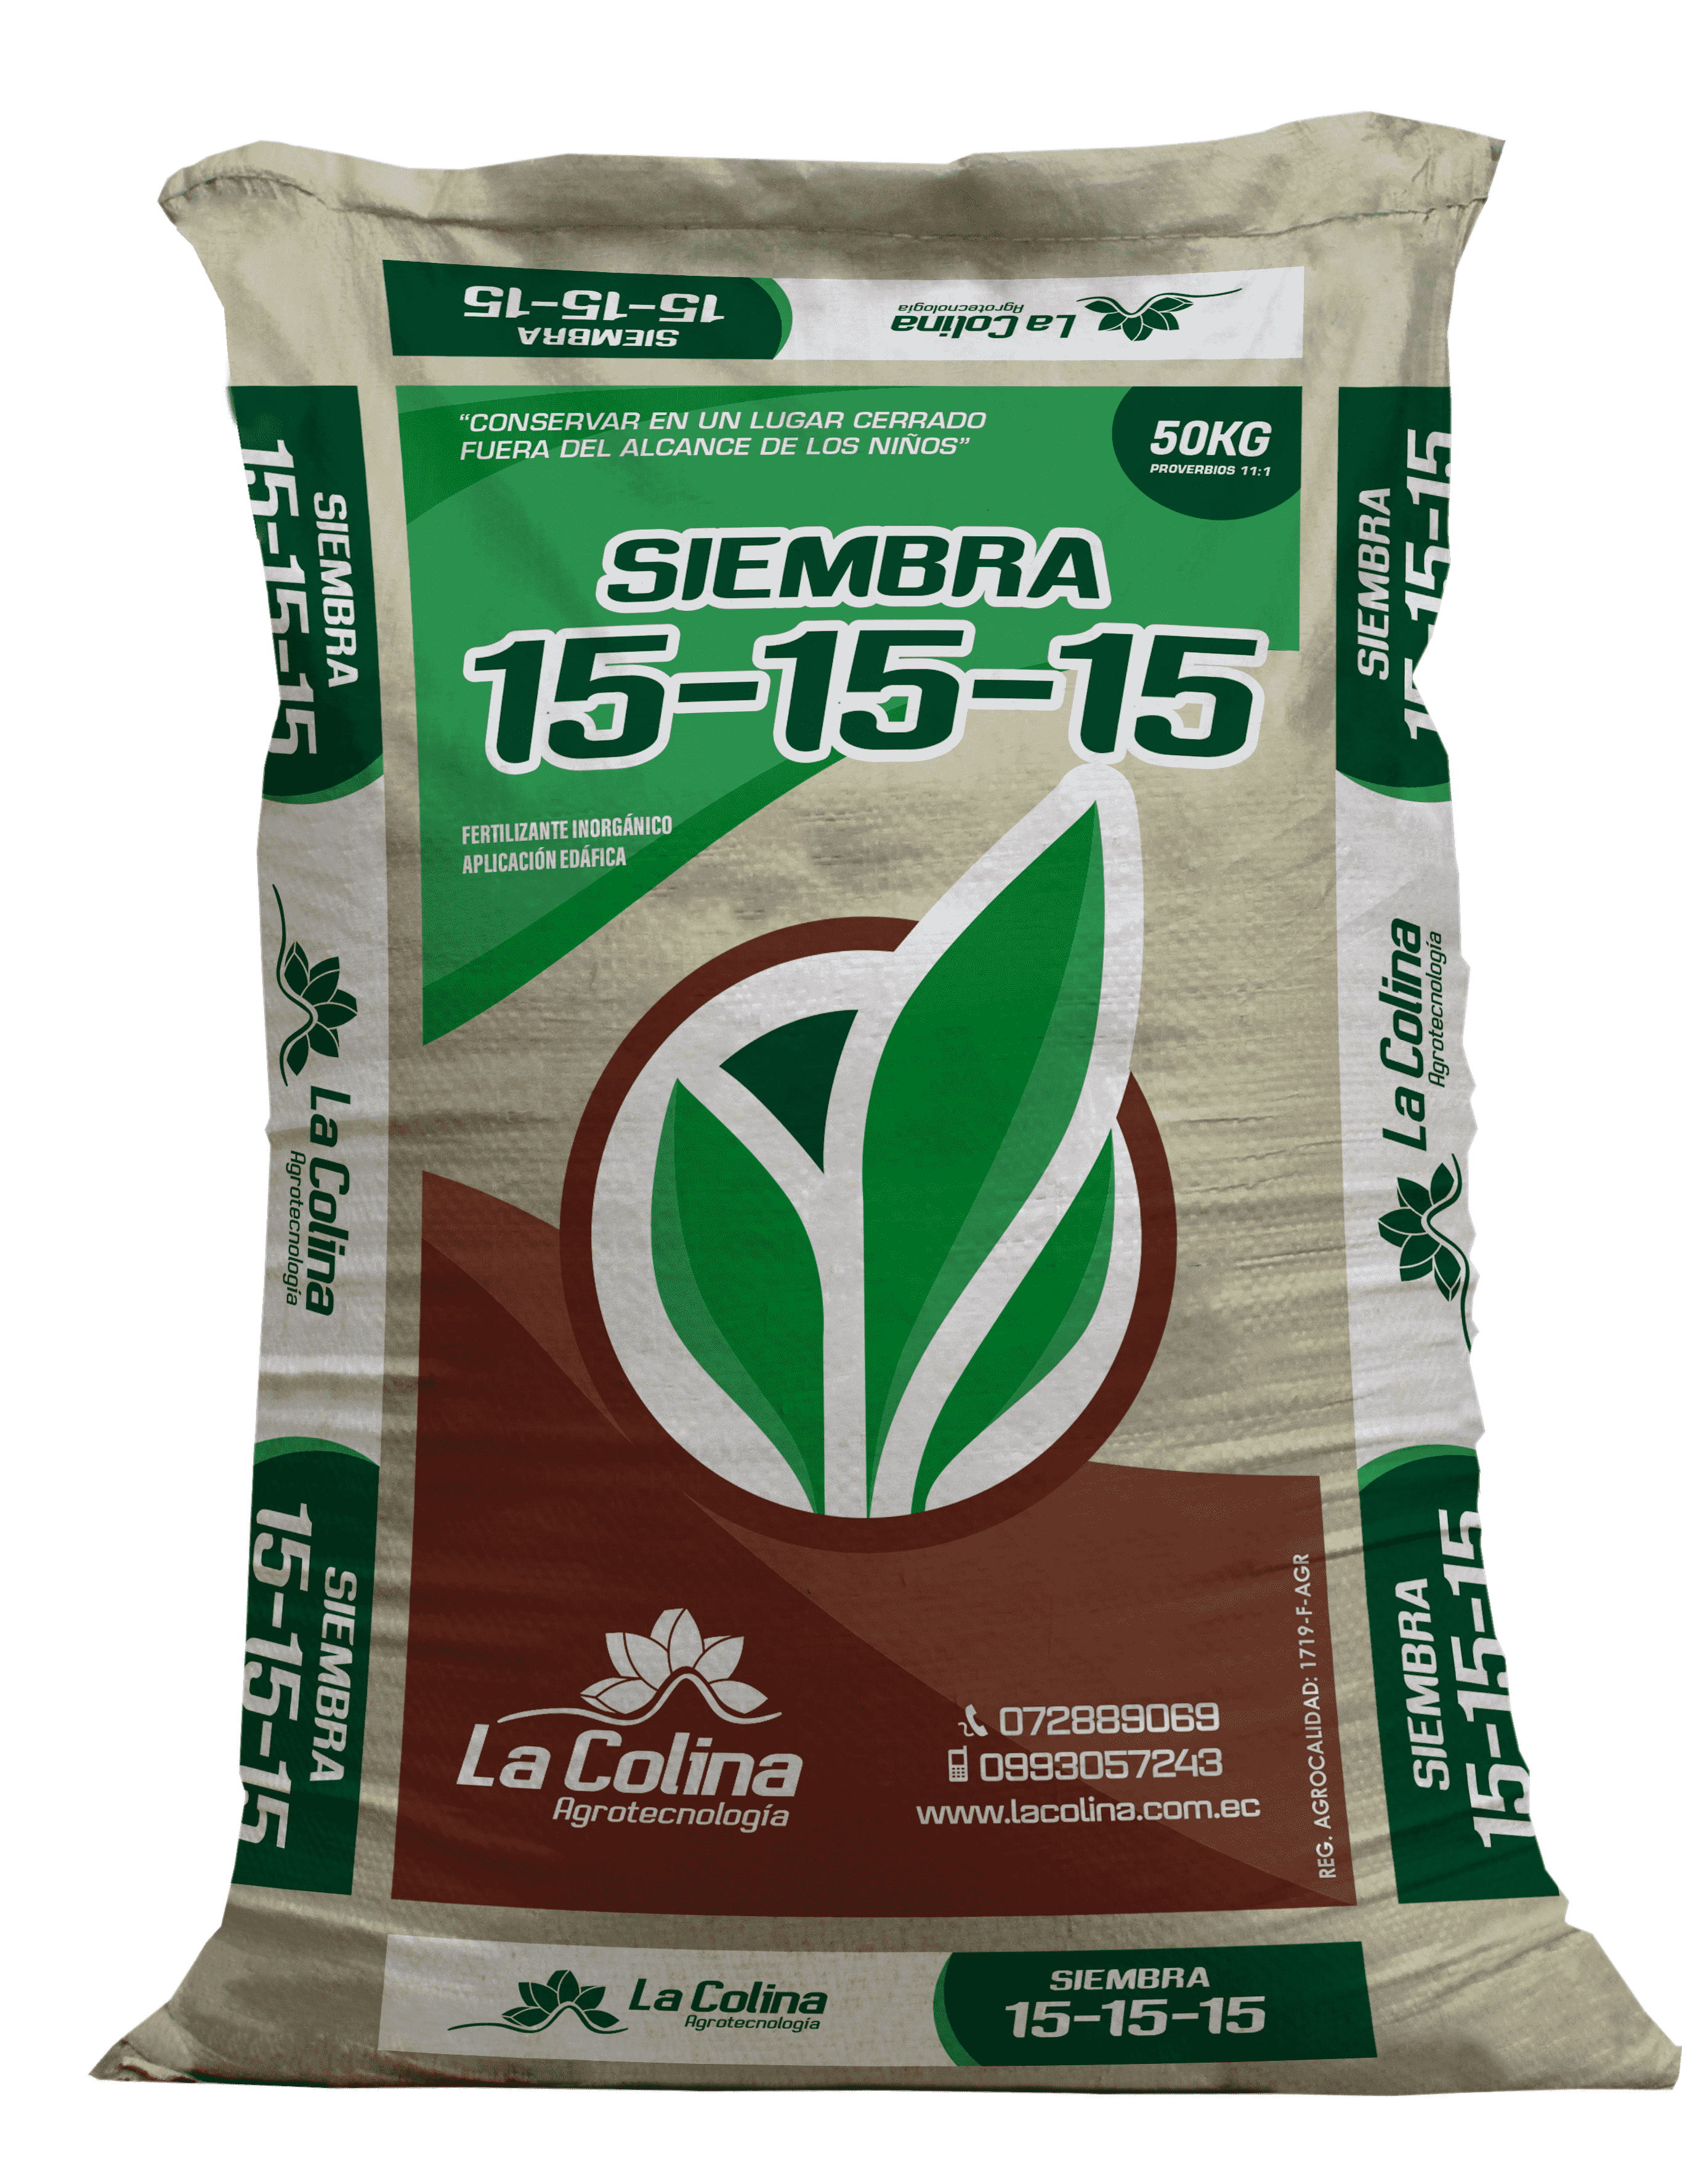 SIEMBRA
15-15-15
La Colina
Agrotecnología
"CONSERVAR EN UN LUGAR CERRADO
FUERA DEL ALCANCE DE LOS NIÑOS"
50KG
PROVERBIOS 11:1
SIEMBRA
15-15-15
FERTILIZANTE INORGÁNICO
APLICACIÓN EDÁFICA
SIEMBRA
15-15-15
La Colina
Agrotecnología
SIEMBRA
15-15-15
SIEMBRA
15-15-15
La Colina
Agrotecnología
SIEMBRA
15-15-15
La Colina
Agrotecnología
072889069
0993057243
www.lacolina.com.ec
REG. AGROCALIDAD: 1719-F-AGR
La Colina
Agrotecnología
SIEMBRA
15-15-15